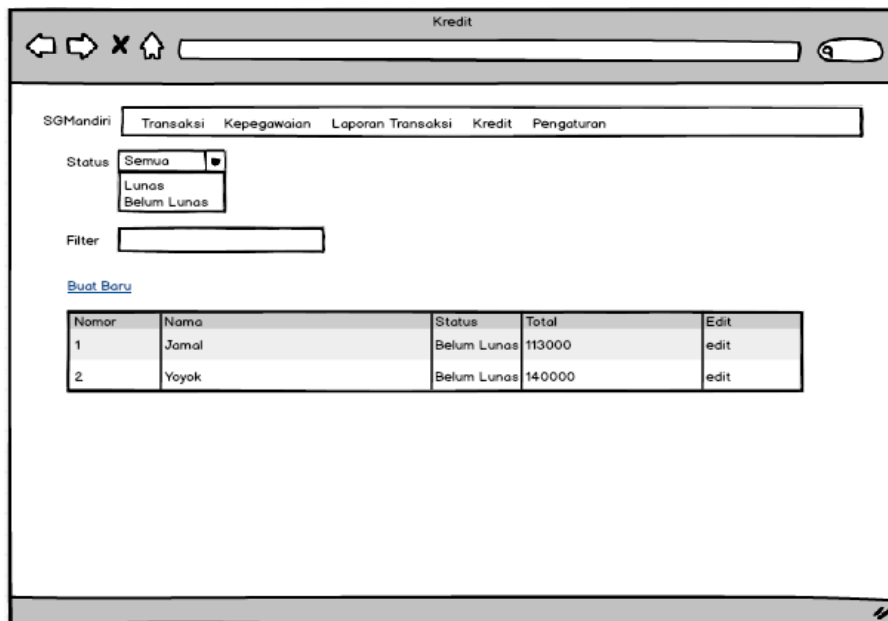 Kredit
SGMandiri Transaksi Kepegawaian Laporan Transaksi Kredit Pengaturan
Status Semua
Lunas
Belum Lunas
Filter
Buat Baru
Nomor Nama Status Total Edit
1 Jamal Belum Lunas 113000 edit
2 Yoyok Belum Lunas 140000 edit